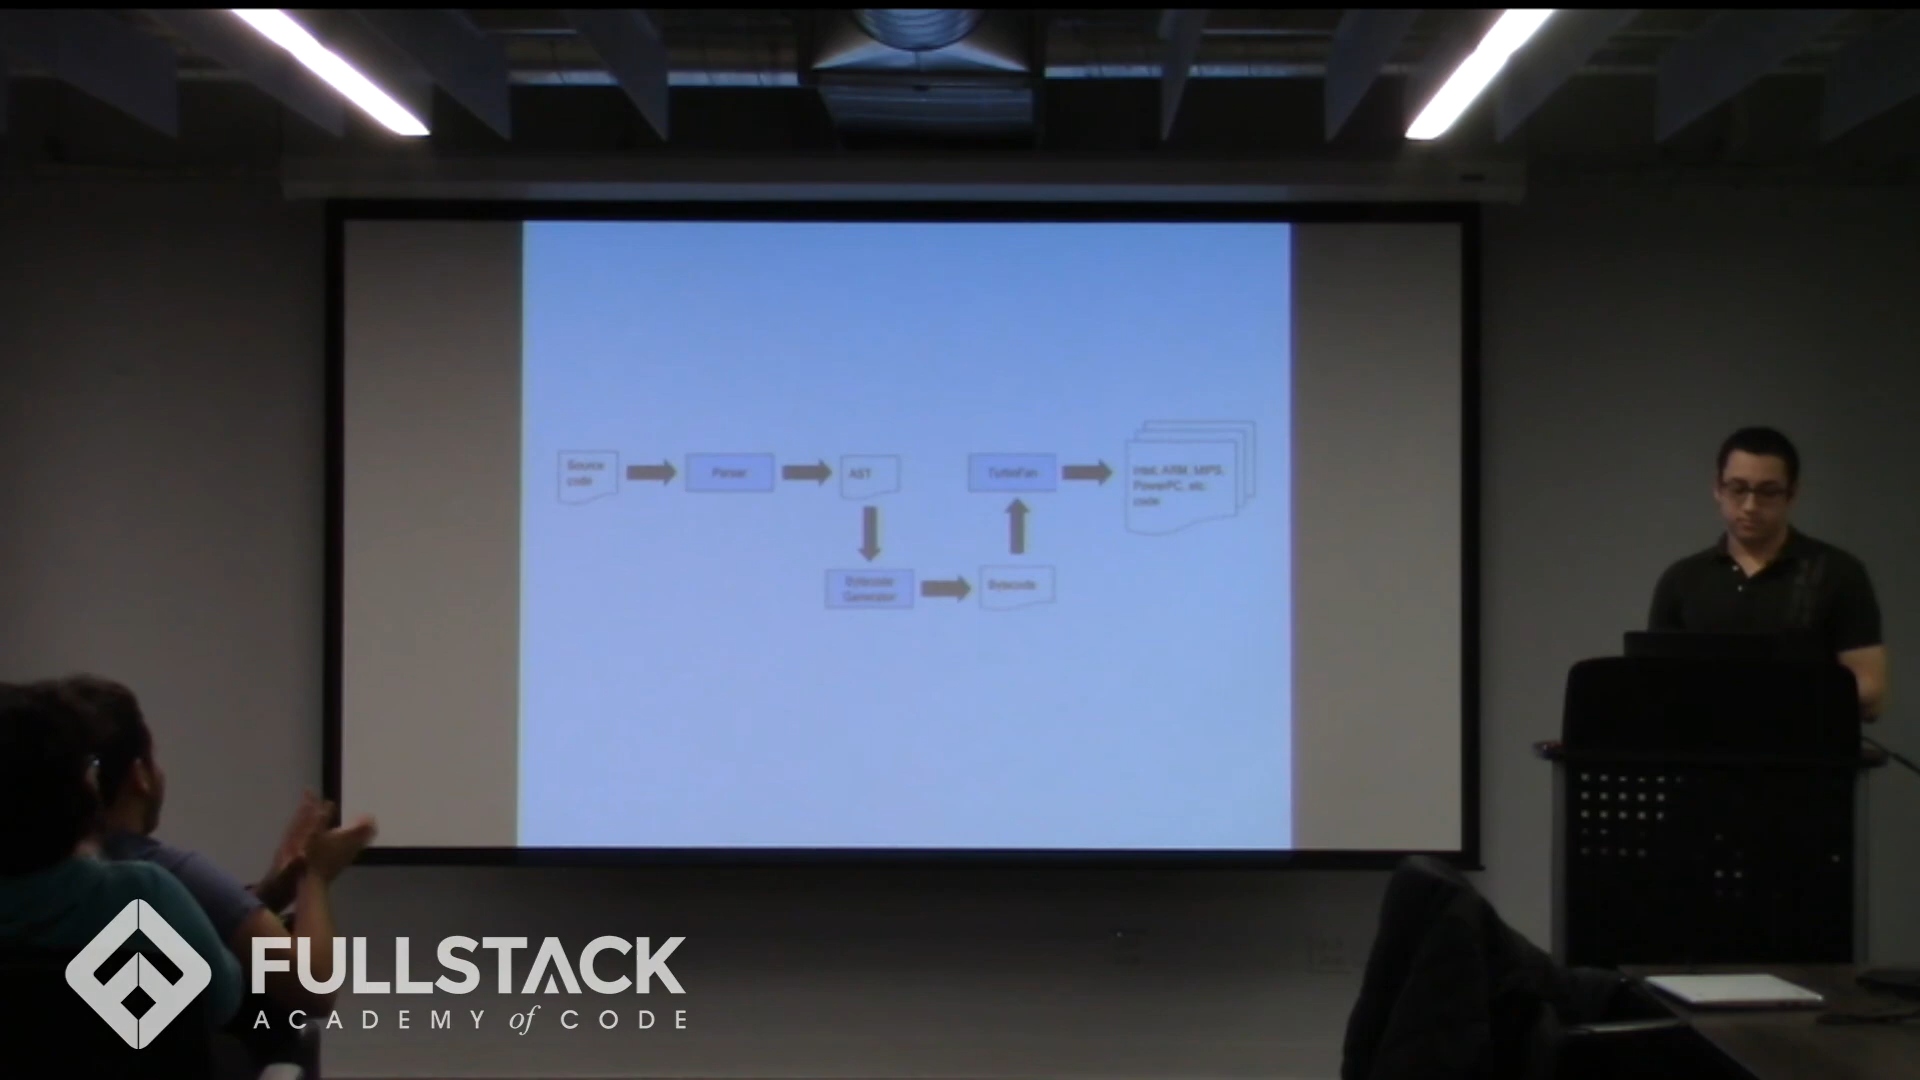 Source
code
Parser
AST
TurboFan
Intel, ARM, MIPS,
PowerPC, etc
code
Bytecode
Generator
Bytecode
FULLSTACK
ACADEMY of CODE